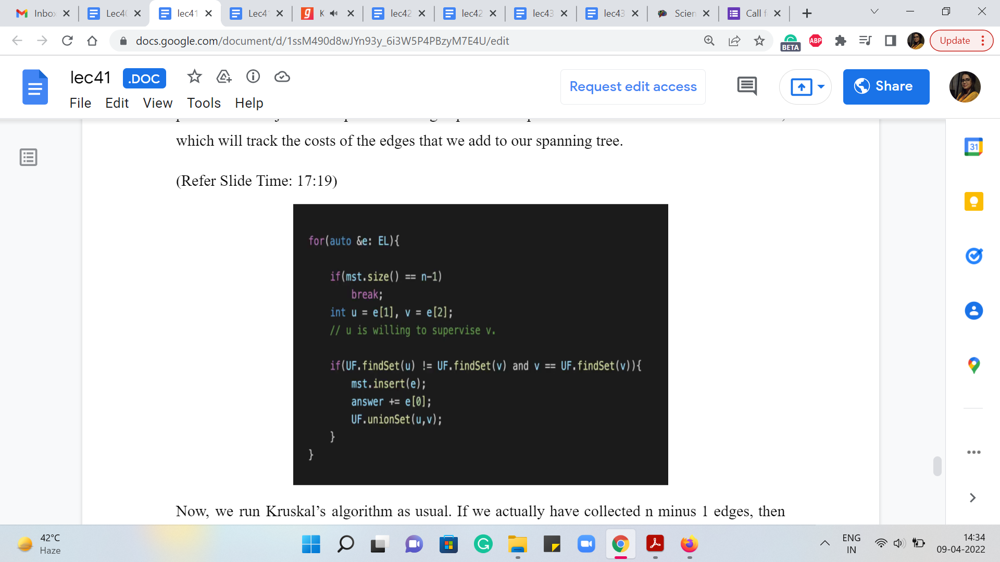 Inbo
Lec4
lec41
Lec4
K
lec42
lec42
lec43
lec43
Scien
Call f
docs.google.com/document/d/1ssM490d8wJYn93y_6i3W5P4PBzyM7E4U/edit
BETA
ABP
Update
lec41
.DOC
Request edit access
Share
File Edit View Tools Help
which will track the costs of the edges that we add to our spanning tree.
(Refer Slide Time: 17:19)
for(auto &e: EL){
if(mst.size() == n-1)
break;
int u = e[1], v = e[2];
// u is willing to supervise v.
if(UF.findSet(u) != UF.findSet(v) and v == UF.findSet(v)){
mst.insert(e);
answer += e[0];
UF.unionSet(u,v);
}
}
Now, we run Kruskal’s algorithm as usual. If we actually have collected n minus 1 edges, then
31
42°C
Haze
ENG
IN
14:34
09-04-2022